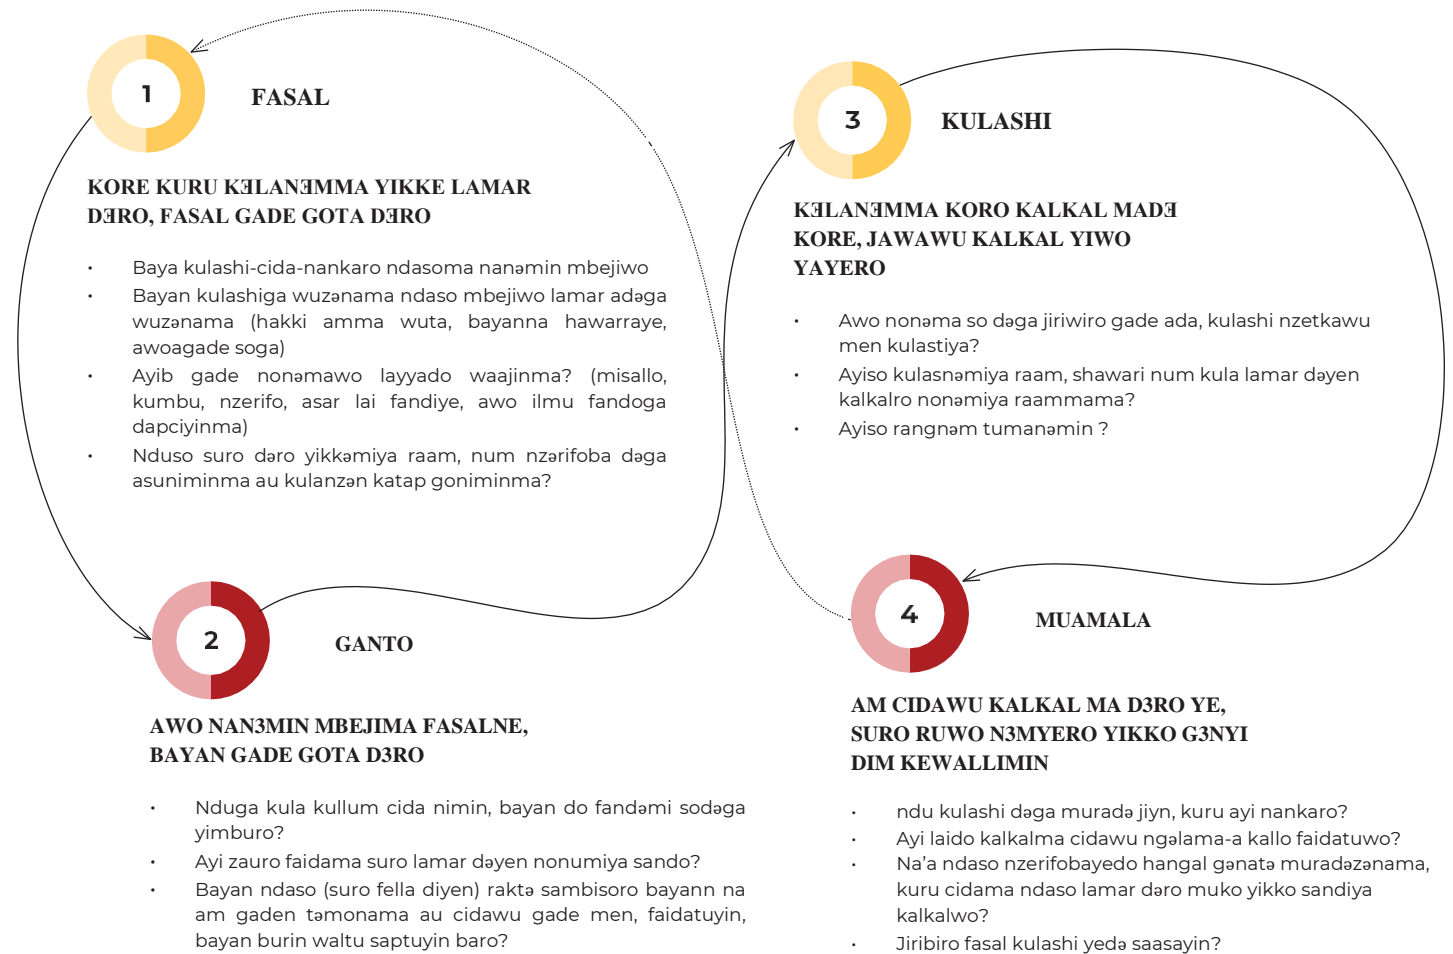 1
FASAL
KORE KURU KƎLANƎMMA YIKKE LAMAR
DƎRO, FASAL GADE GOTA DƎRO
• Baya kulashi-cida-nankaro ndasoma nanəmin mbejiwo
• Bayan kulashiga wuzənama ndaso mbejiwo lamar adəga
wuzənama (hakki amma wuta, bayanna hawarraye,
awoagade soga)
• Ayib gade nonəmawo layyado waajinma? (misallo,
kumbu, nzerifo, asar lai fandiye, awo ilmu fandoga
dapciyinma)
• Nduso suro dəro yikkəmiya raam, num nzərifoba dəga
asuniminma au kulanzən katap goniminma?
2
GANTO
AWO NAN3MIN MBEJIMA FASALNE,
BAYAN GADE GOTA D3RO
• Nduga kula kullum cida nimin, bayan do fandəmi sodəga
yimburo?
• Ayi zauro faidama suro lamar dəyen nonumiya sando?
• Bayan ndaso (suro fella diyen) raktə sambisoro bayann na
am gaden təmonama au cidawu gade men, faidatuyin,
bayan burin waltu saptuyin baro?
3
KULASHI
KƎLANƎMMA KORO KALKAL MADƎ
KORE, JAWAWU KALKAL YIWO
YAYERO
• Awo nonəma so dəga jiriwiro gade ada, kulashi nzetkawu
men kulastiya?
• Ayiso kulasnəmiya raam, shawari num kula lamar dəyen
kalkalro nonəmiya raammama?
• Ayiso rangnəm tumanəmin ?
4
MUAMALA
AM CIDAWU KALKAL MA D3RO YE,
SURO RUWO N3MYERO YIKKO G3NYI
DIM KEWALLIMIN
• ndu kulashi dəga muradə jiyn, kuru ayi nankaro?
• Ayi laido kalkalma cidawu ngəlama-a kallo faidatuwo?
• Na’a ndaso nzerifobayedo hangal gənatə muradəzənama,
kuru cidama ndaso lamar dəro muko yikko sandiya
kalkalwo?
• Jiribiro fasal kulashi yedə saasayin?